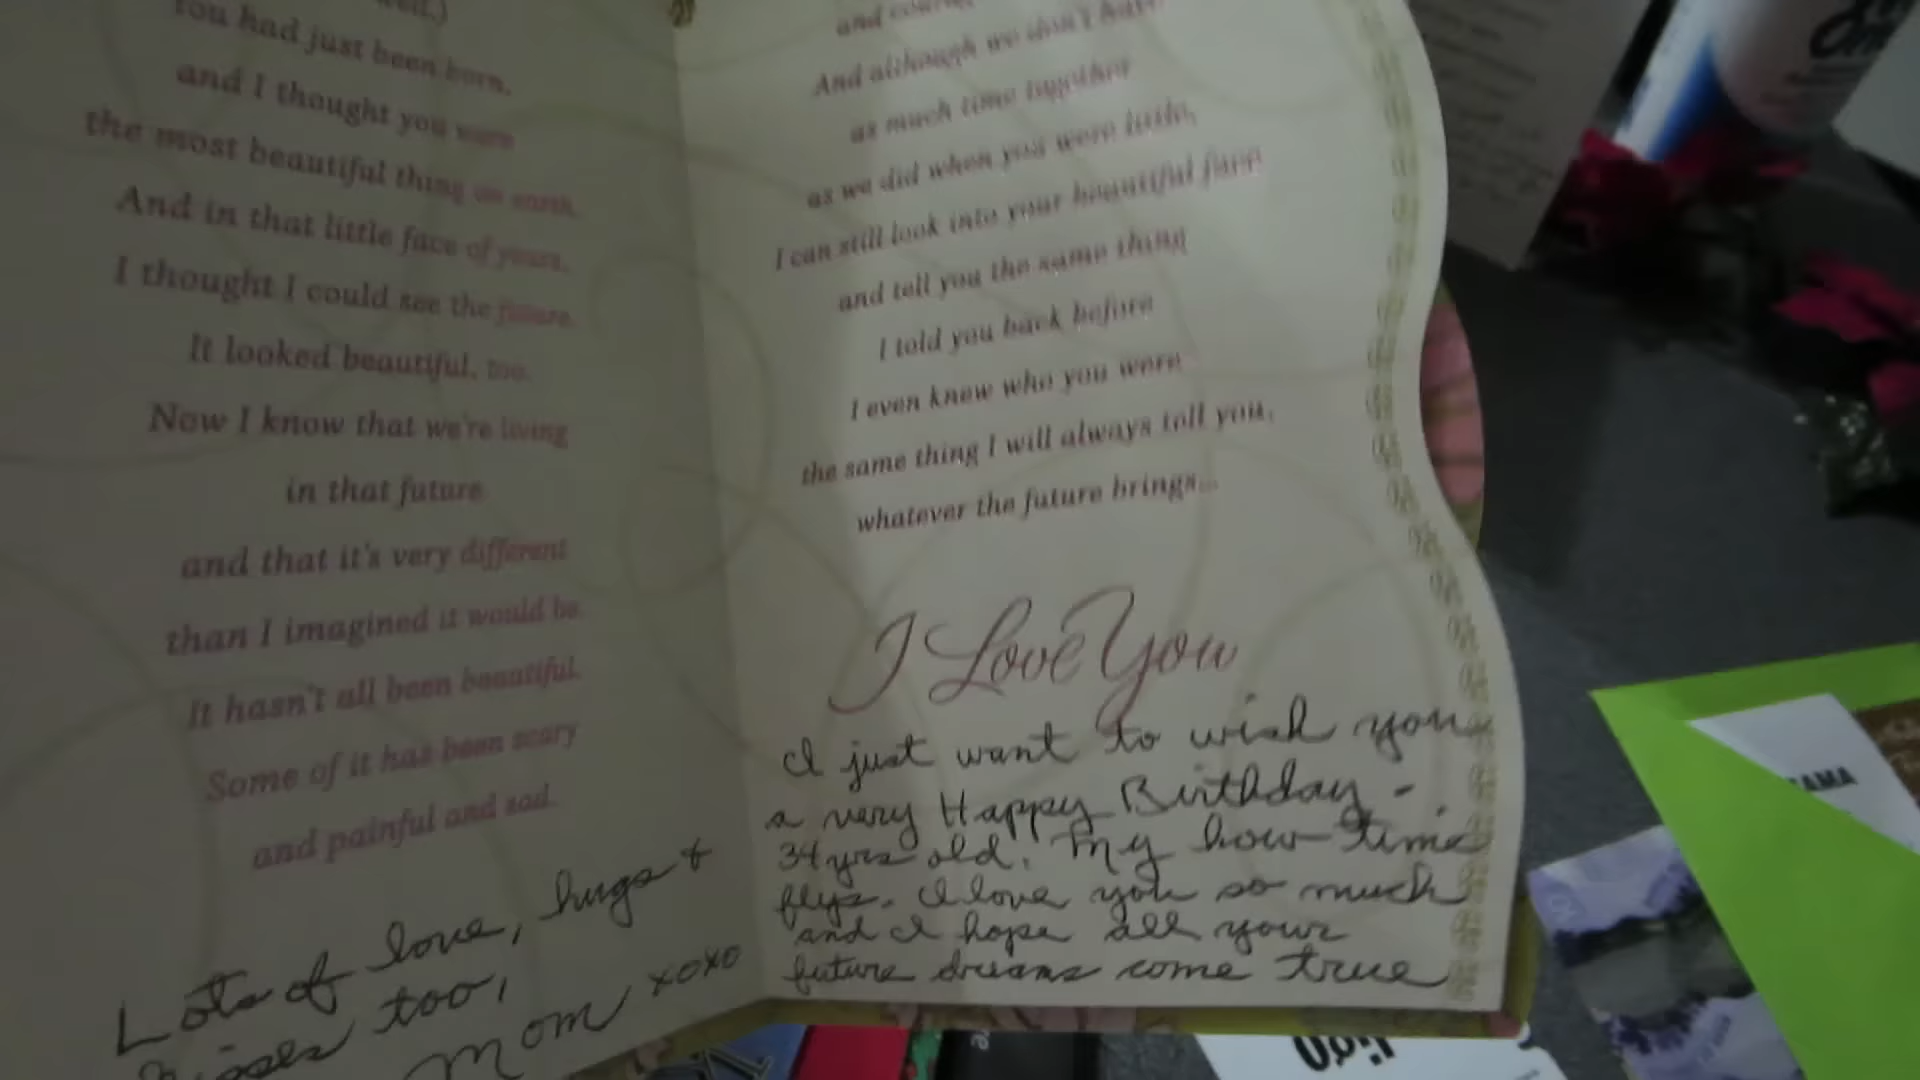 You had just been born,
and I thought you were
the most beautiful thing on earth.
And in that little face of yours,
I thought I could see the future.
It looked beautiful, too.
Now I know that we're living
in that future
and that it's very different
than I imagined it would be.
It hasn't all been beautiful.
Some of it has been scary
and painful and sad.
Lots of love, hugs +
kisses too,
Mom xoxo
And although we don't have
as much time together
as we did when you were little,
I can still look into your beautiful face
and tell you the same thing
I told you back before
I even knew who you were
the same thing I will always tell you,
whatever the future brings...
I Love You
I just want to wish you
a very Happy Birthday -
34 yrs old. My how time
flys. I love you so much
and I hope all your
future dreams come true